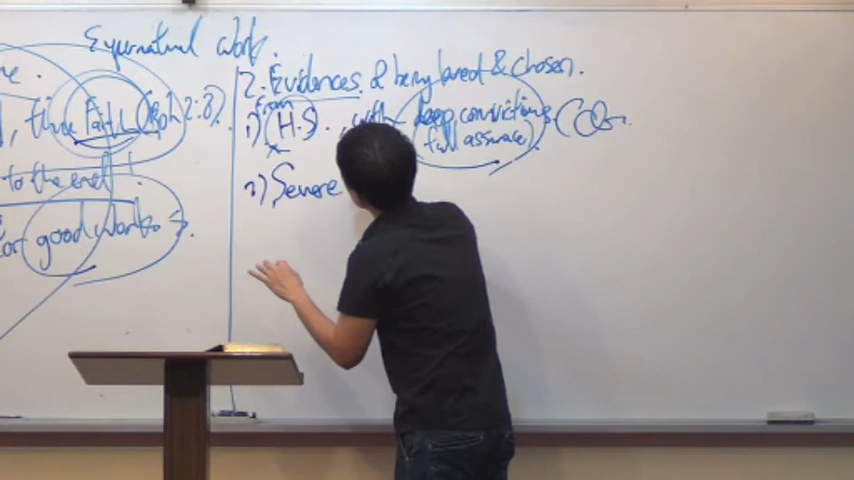 Supernatural work.
re.
, thru Faith (Eph 2:8).
to the end!
for good works
2. Evidences of being loved & chosen.
from
1) H.S. , with deep convictions
full assurance.
2) Severe